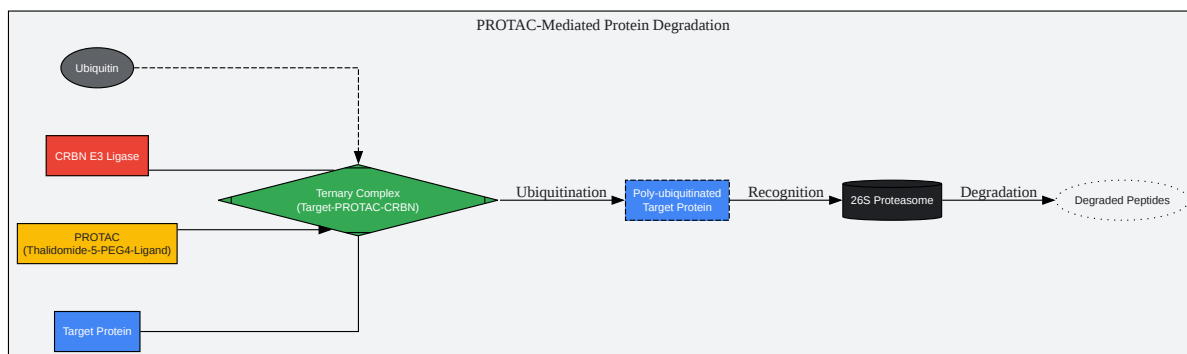 PROTAC-Mediated Protein Degradation
Ubiquitin
CRBN E3 Ligase
PROTAC
(Thalidomide-5-PEG4-Ligand)
Target Protein
Ternary Complex
(Target-PROTAC-CRBN)
Ubiquitination
Poly-ubiquitinated
Target Protein
Recognition
26S Proteasome
Degradation
Degraded Peptides